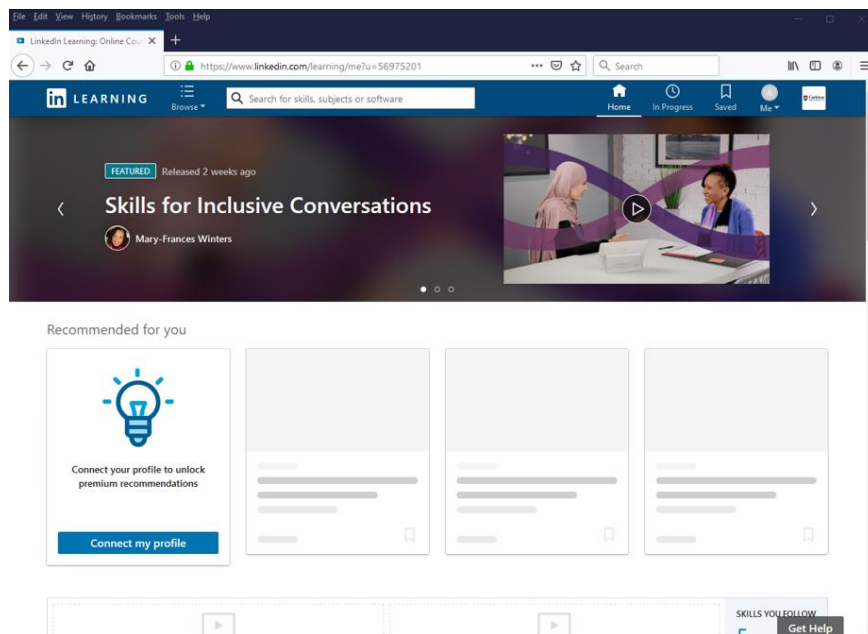 File Edit View History Bookmarks Tools Help
LinkedIn Learning: Online Cou
https://www.linkedin.com/learning/me?u=56975201
Search
in LEARNING
Browse
Search for skills, subjects or software
Home
In Progress
Saved
Me
FEATURED Released 2 weeks ago
Skills for Inclusive Conversations
Mary-Frances Winters
Recommended for you
Connect your profile to unlock
premium recommendations
Connect my profile
SKILLS YOU FOLLOW
Get Help